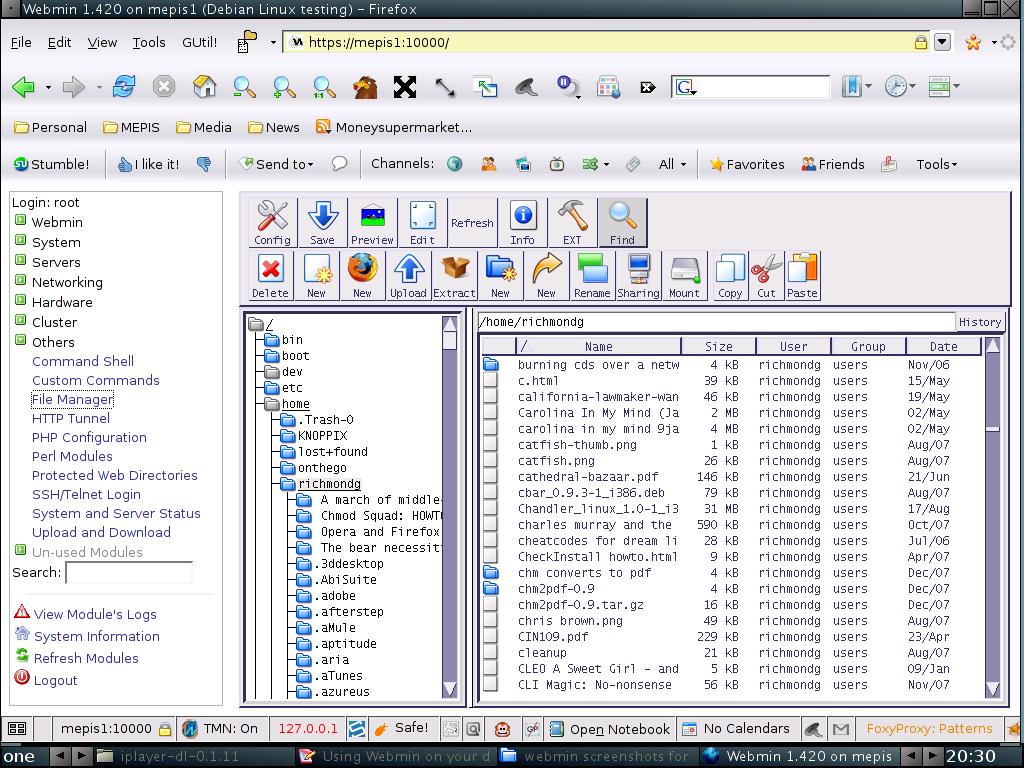 Webmin 1.420 on mepis1 (Debian Linux testing) - Firefox
File Edit View Tools GUtil! https://mepis1:10000/
1:1
G
Personal MEPIS Media News Moneysupermarket...
Stumble! I like it! Send to Channels: All Favorites Friends Tools
Login: root
Webmin
System
Servers
Networking
Hardware
Cluster
Others
Command Shell
Custom Commands
File Manager
HTTP Tunnel
PHP Configuration
Perl Modules
Protected Web Directories
SSH/Telnet Login
System and Server Status
Upload and Download
Un-used Modules
Search:
View Module's Logs
System Information
Refresh Modules
Logout
Config Save Preview Edit Refresh Info EXT Find
Delete New New Upload Extract New New Rename Sharing Mount Copy Cut Paste
/
bin
boot
dev
etc
home
.Trash-0
KNOPPIX
lost+found
onthego
richmondg
A march of middle-
Chmod Squad: HOWT
Opera and Firefox
The bear necessit
.3ddesktop
.AbiSuite
.adobe
.afterstep
.aMule
.aptitude
.aria
.aTunes
.azureus
/home/richmondg History
/ Name Size User Group Date
burning cds over a netw 4 kB richmondg users Nov/06
c.html 39 kB richmondg users 15/May
california-lawmaker-wan 46 kB richmondg users 19/May
Carolina In My Mind (Ja 2 MB richmondg users 02/May
carolina in my mind 9ja 4 MB richmondg users 02/May
catfish-thumb.png 1 kB richmondg users Aug/07
catfish.png 26 kB richmondg users Aug/07
cathedral-bazaar.pdf 146 kB richmondg users 21/Jun
cbar_0.9.3-1_i386.deb 79 kB richmondg users Aug/07
Chandler_linux_1.0-1_i3 31 MB richmondg users 17/Aug
charles murray and the 590 kB richmondg users Oct/07
cheatcodes for dream li 28 kB richmondg users Jul/06
CheckInstall howto.html 9 kB richmondg users Apr/07
chm converts to pdf 4 kB richmondg users Dec/07
chm2pdf-0.9 4 kB richmondg users Dec/07
chm2pdf-0.9.tar.gz 16 kB richmondg users Dec/07
chris brown.png 49 kB richmondg users Aug/07
CIN109.pdf 229 kB richmondg users 23/Apr
cleanup 21 kB richmondg users Aug/07
CLEO A Sweet Girl - and 5 kB richmondg users 09/Jan
CLI Magic: No-nonsense 56 kB richmondg users Nov/07
mepis1:10000 TMN: On 127.0.0.1 Safe! Open Notebook No Calendars FoxyProxy: Patterns
one iplayer-dl-0.1.11 Using Webmin on your d webmin screenshots for Webmin 1.420 on mepis 20:30